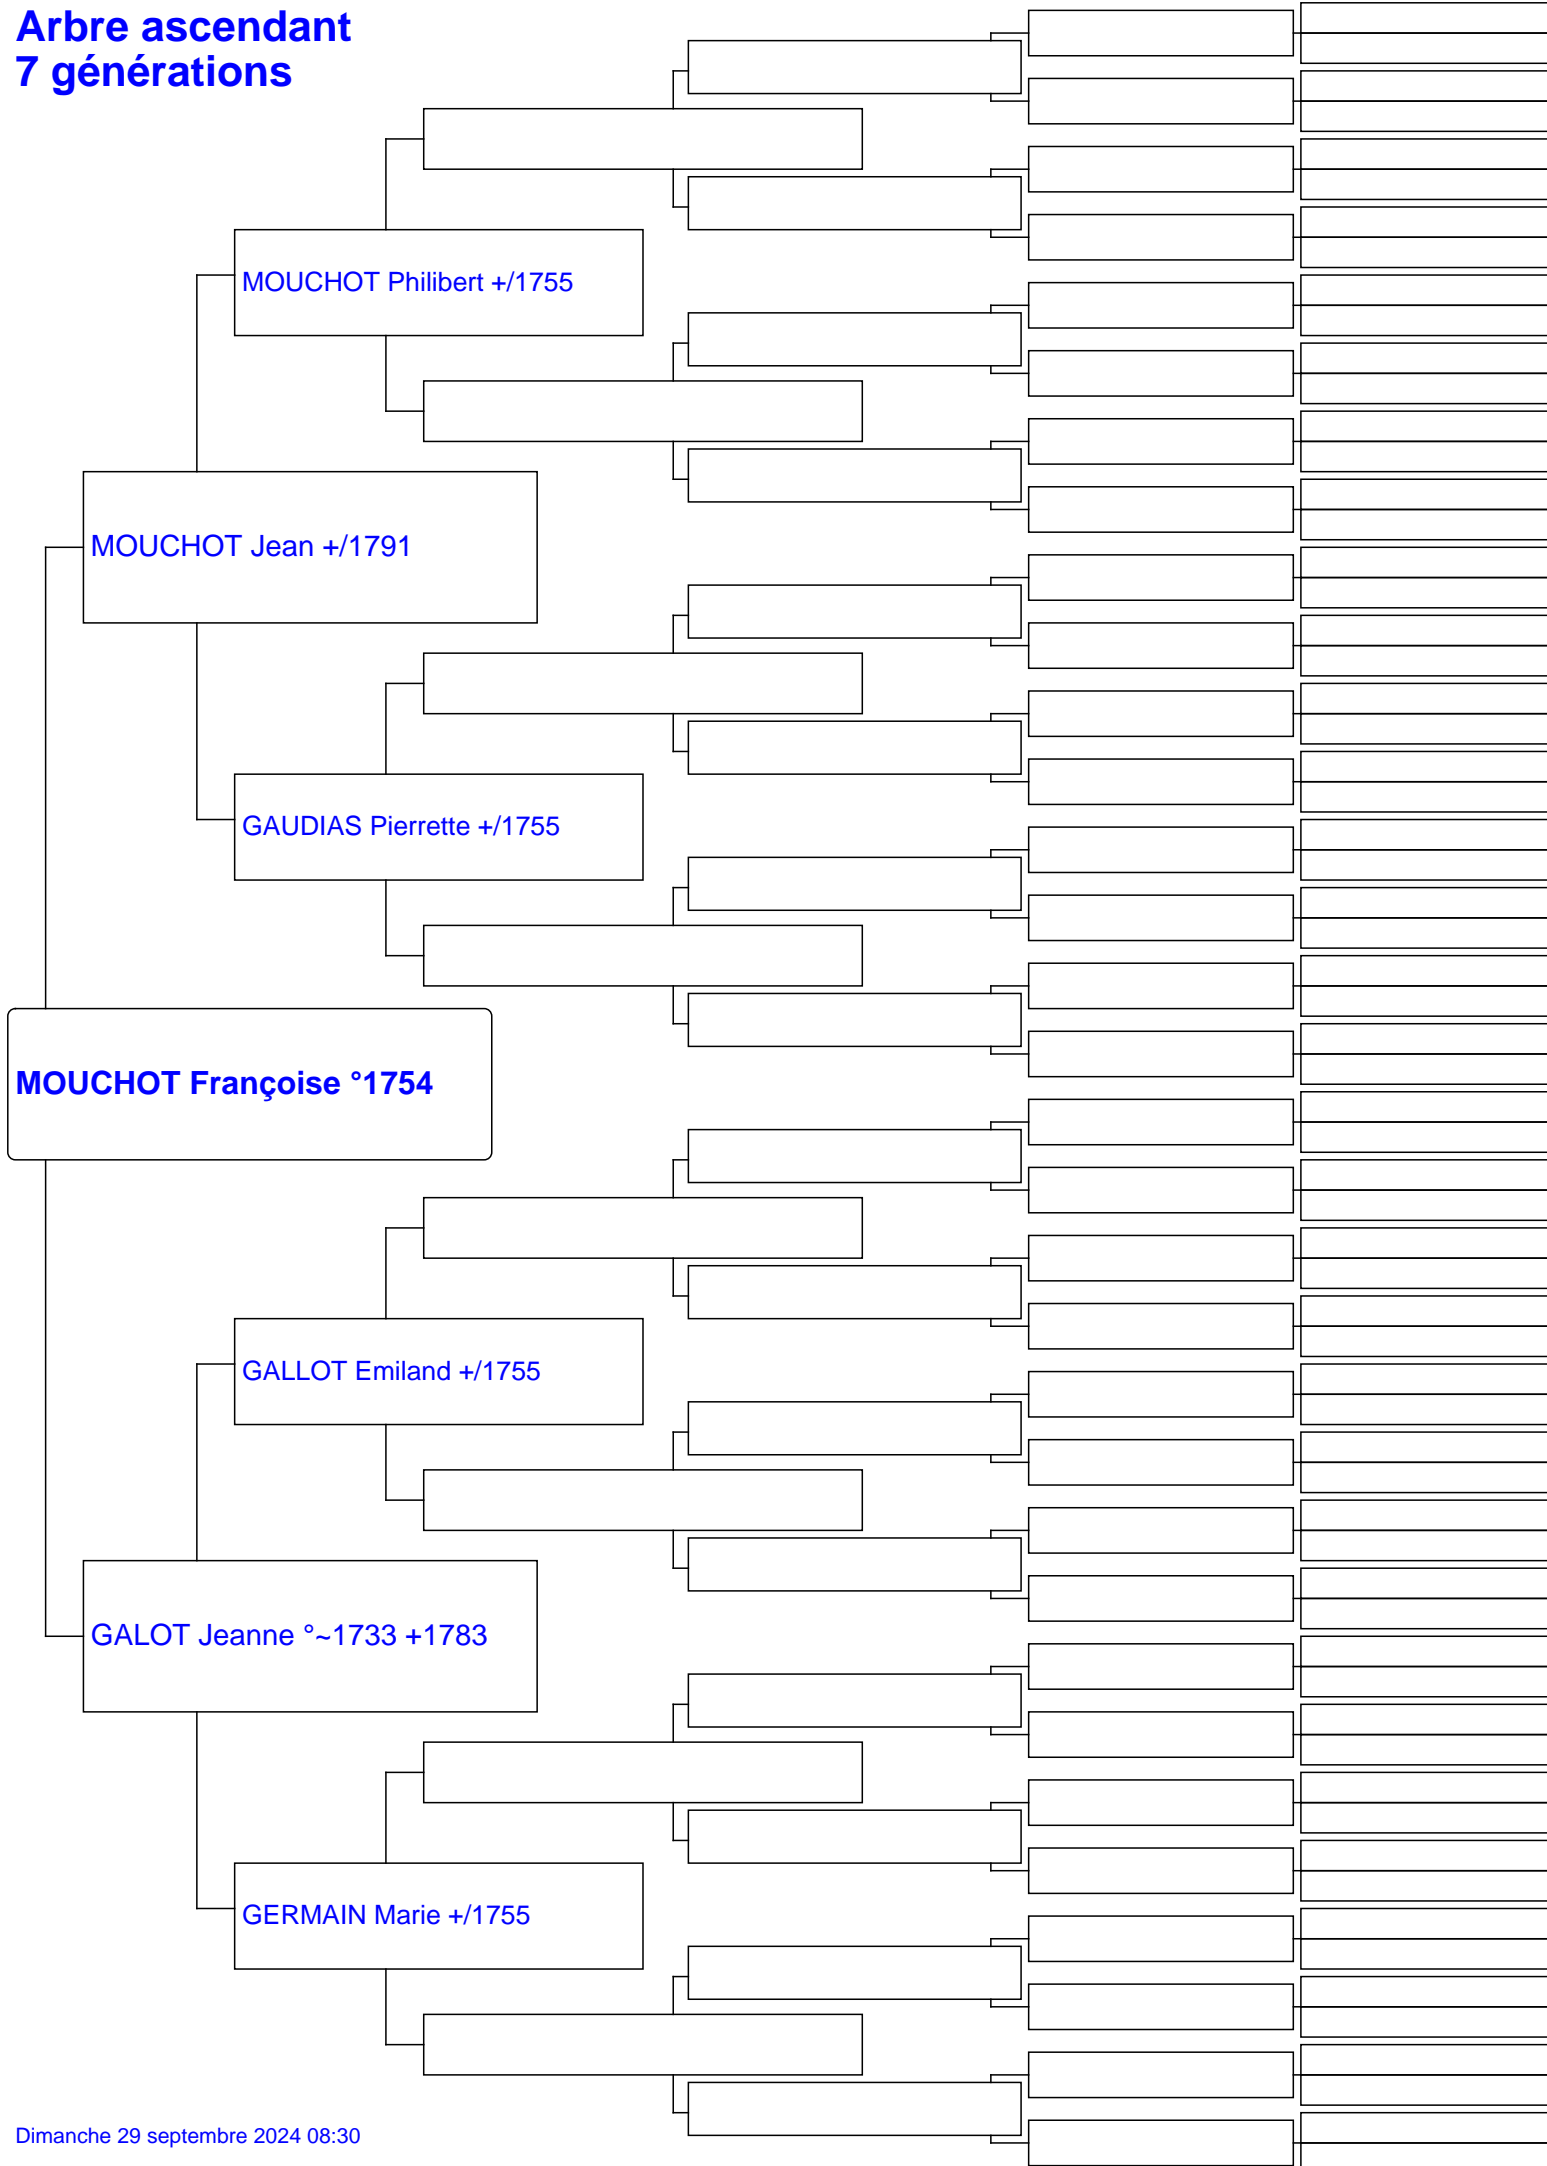 Arbre ascendant
7 générations
MOUCHOT Philibert +/1755
MOUCHOT Jean +/1791
GAUDIAS Pierrette +/1755
MOUCHOT Françoise °1754
GALLOT Emiland +/1755
GALOT Jeanne °~1733 +1783
GERMAIN Marie +/1755
Dimanche 29 septembre 2024 08:30